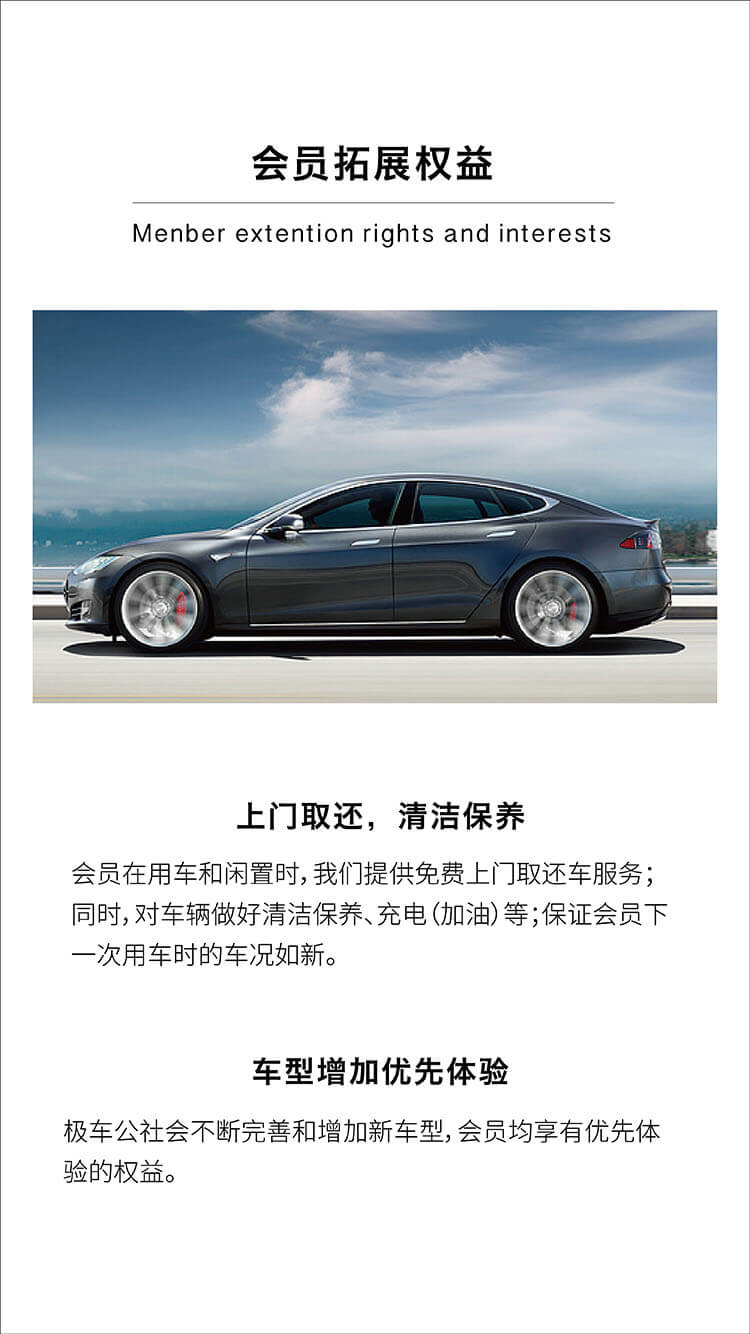 会员拓展权益
Menber extention rights and interests
上门取还，清洁保养
会员在用车和闲置时，我们提供免费上门取还车服务；
同时，对车辆做好清洁保养、充电（加油）等；保证会员下
一次用车时的车况如新。
车型增加优先体验
极车公社会不断完善和增加新车型，会员均享有优先体
验的权益。